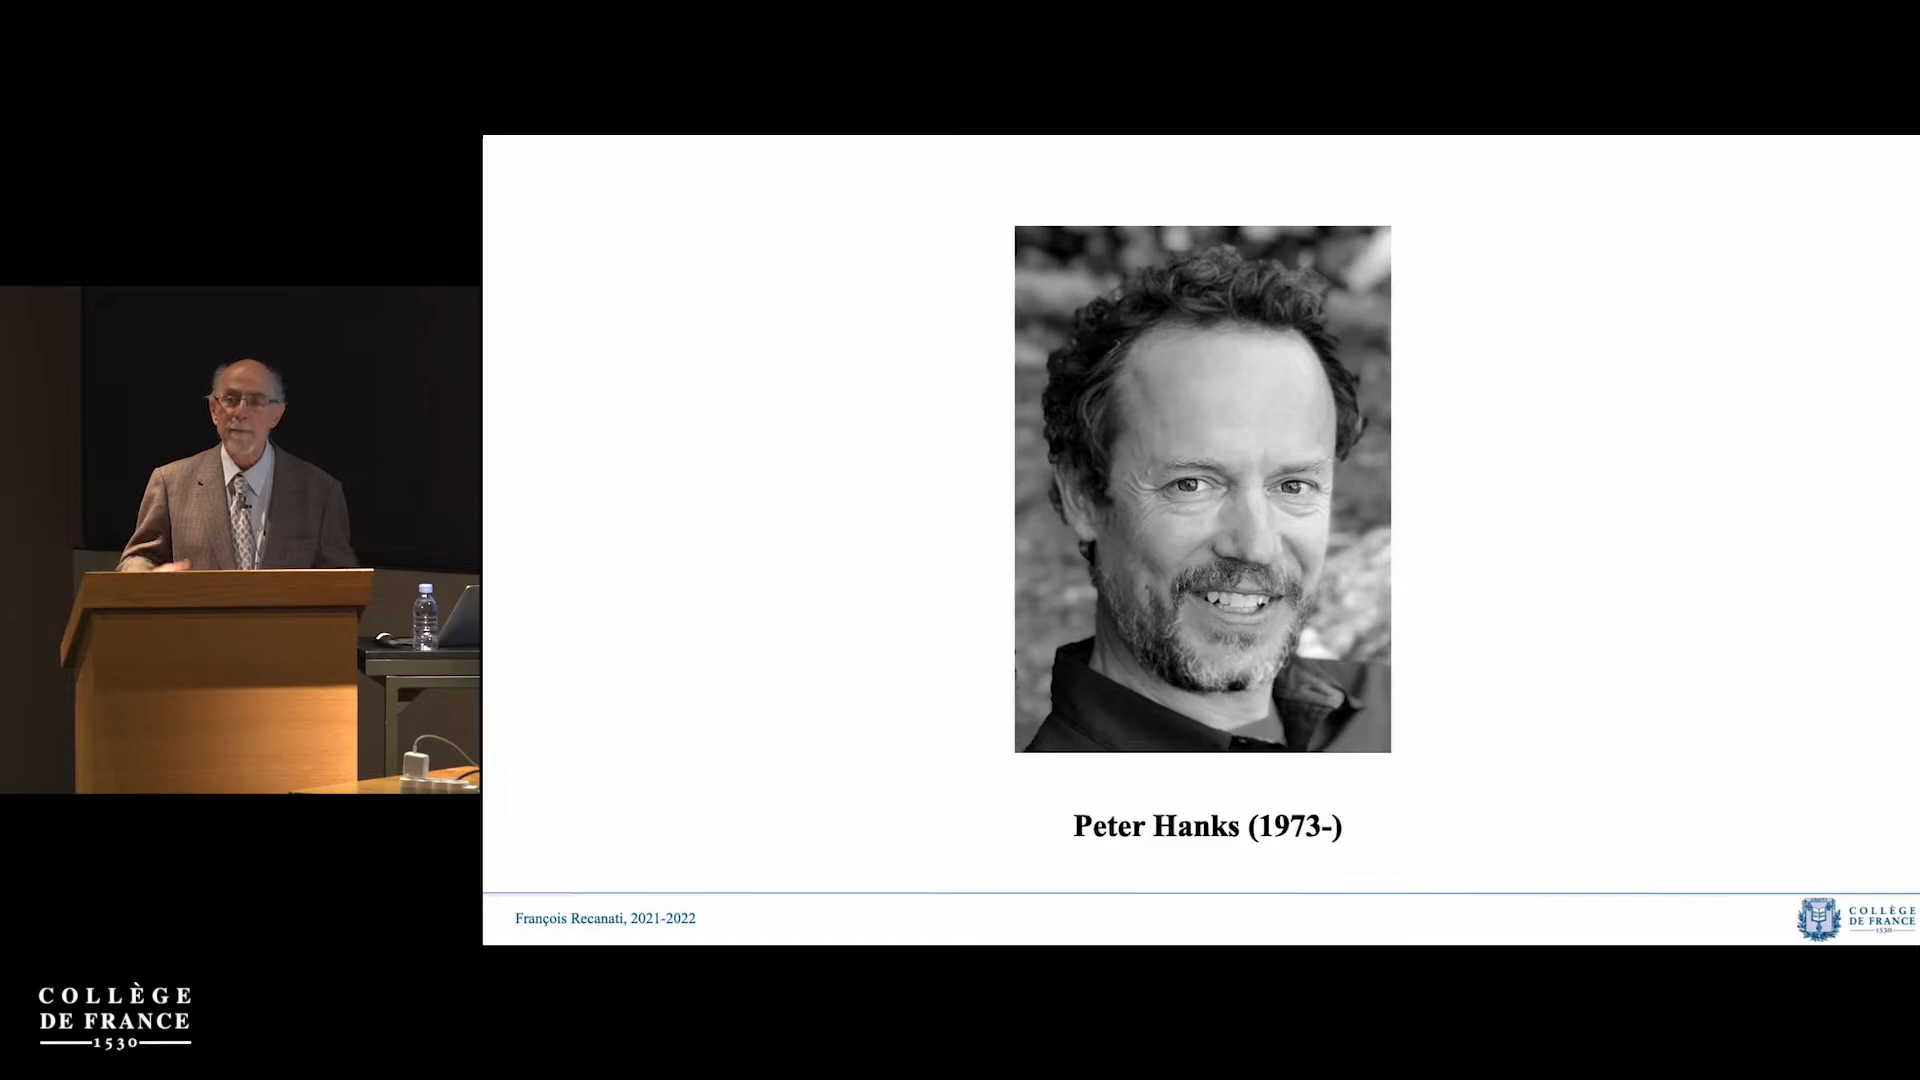 Peter Hanks (1973-)
François Recanati, 2021-2022
COLLÈGE
DE FRANCE
1530
COLLÈGE
DE FRANCE
1530